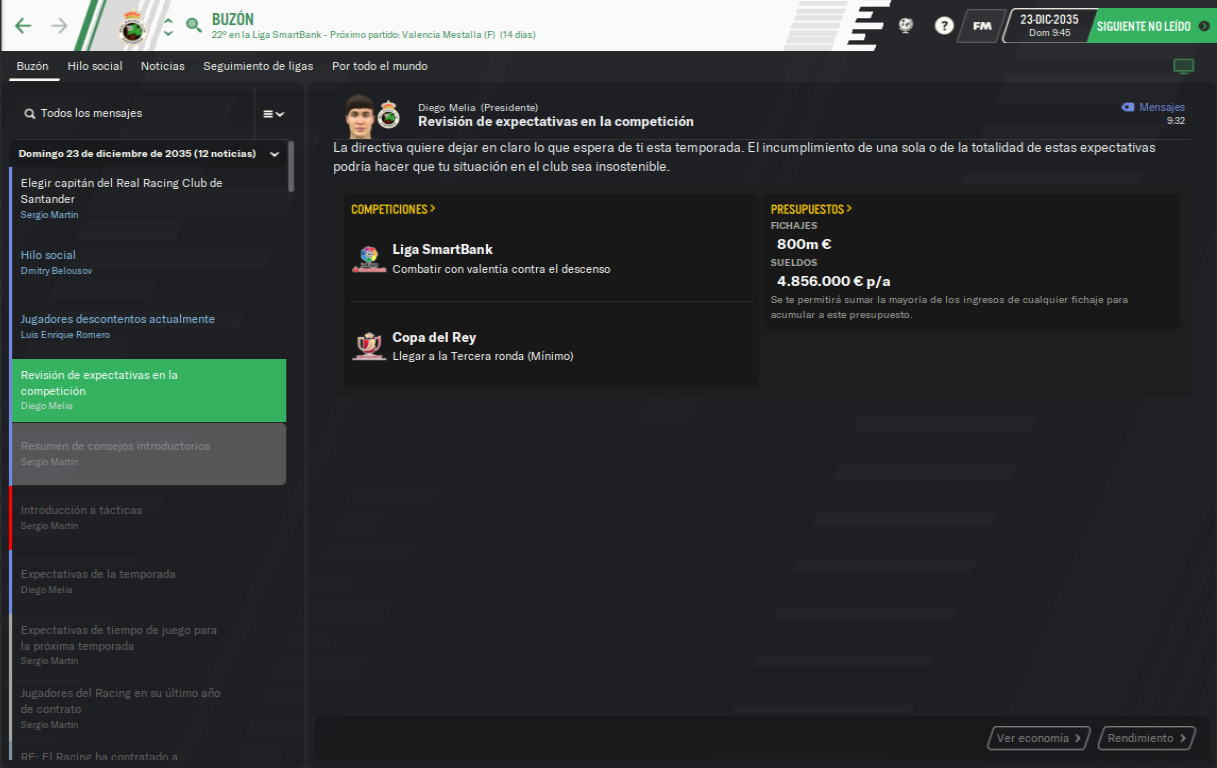 BUZÓN
22º en la Liga SmartBank - Próximo partido: Valencia Mestalla (F) (14 días)
?
FM
23-DIC-2035
Dom 9:45
SIGUIENTE NO LEÍDO
Buzón
Hilo social
Noticias
Seguimiento de ligas
Por todo el mundo
Todos los mensajes
Domingo 23 de diciembre de 2035 (12 noticias)
Elegir capitán del Real Racing Club de
Santander
Sergio Martín
Hilo social
Dmitry Belousov
Jugadores descontentos actualmente
Luis Enrique Romero
Revisión de expectativas en la
competición
Diego Melia
Resumen de consejos introductorios
Sergio Martín
Introducción a tácticas
Sergio Martín
Expectativas de la temporada
Diego Melia
Expectativas de tiempo de juego para
la próxima temporada
Sergio Martín
Jugadores del Racing en su último año
de contrato
Sergio Martín
RE: El Racing ha contratado a
Diego Melia (Presidente)
Revisión de expectativas en la competición
Mensajes
9:32
La directiva quiere dejar en claro lo que espera de ti esta temporada. El incumplimiento de una sola o de la totalidad de estas expectativas
podría hacer que tu situación en el club sea insostenible.
COMPETICIONES >
Liga SmartBank
Combatir con valentía contra el descenso
Copa del Rey
Llegar a la Tercera ronda (Mínimo)
PRESUPUESTOS >
FICHAJES
800m €
SUELDOS
4.856.000 € p/a
Se te permitirá sumar la mayoría de los ingresos de cualquier fichaje para
acumular a este presupuesto.
Ver economía >
Rendimiento >